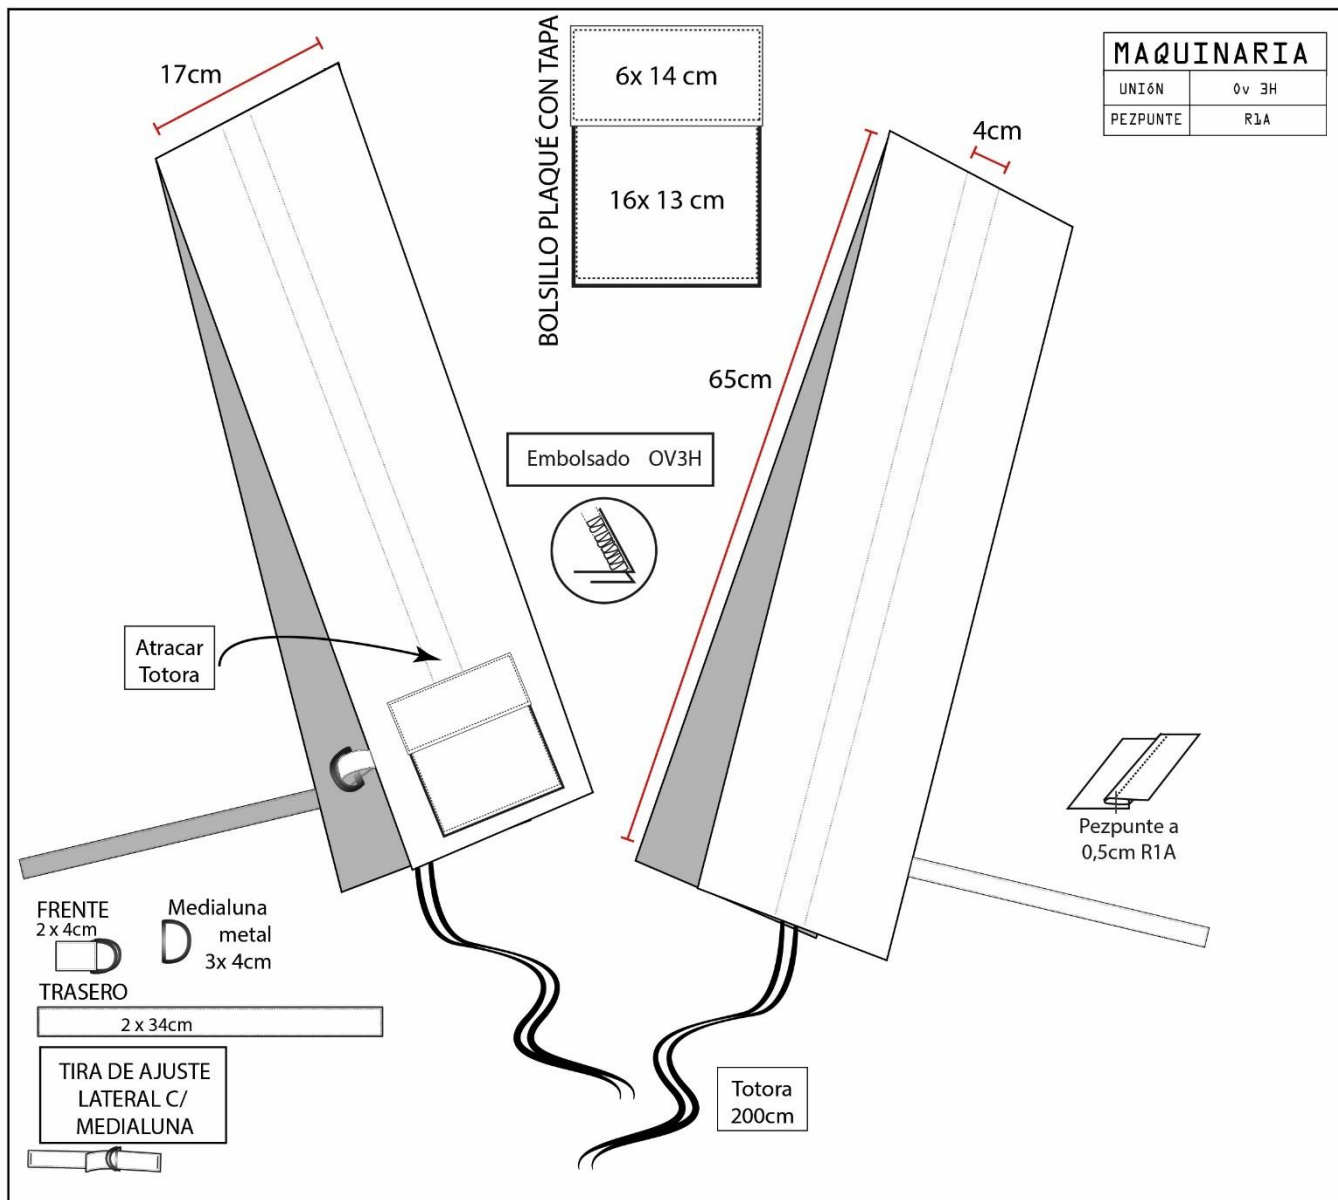 17cm
BOLSILLO PLAQUÉ CON TAPA
6x 14 cm
16x 13 cm
MAQUINARIA
UNIóN Ov 3H
PEZPUNTE R1A
4cm
65cm
Embolsado OV3H
Atracar
Totora
Pezpunte a
0,5cm R1A
FRENTE
2 x 4cm
Medialuna
metal
3x 4cm
TRASERO
2 x 34cm
TIRA DE AJUSTE
LATERAL C/
MEDIALUNA
Totora
200cm